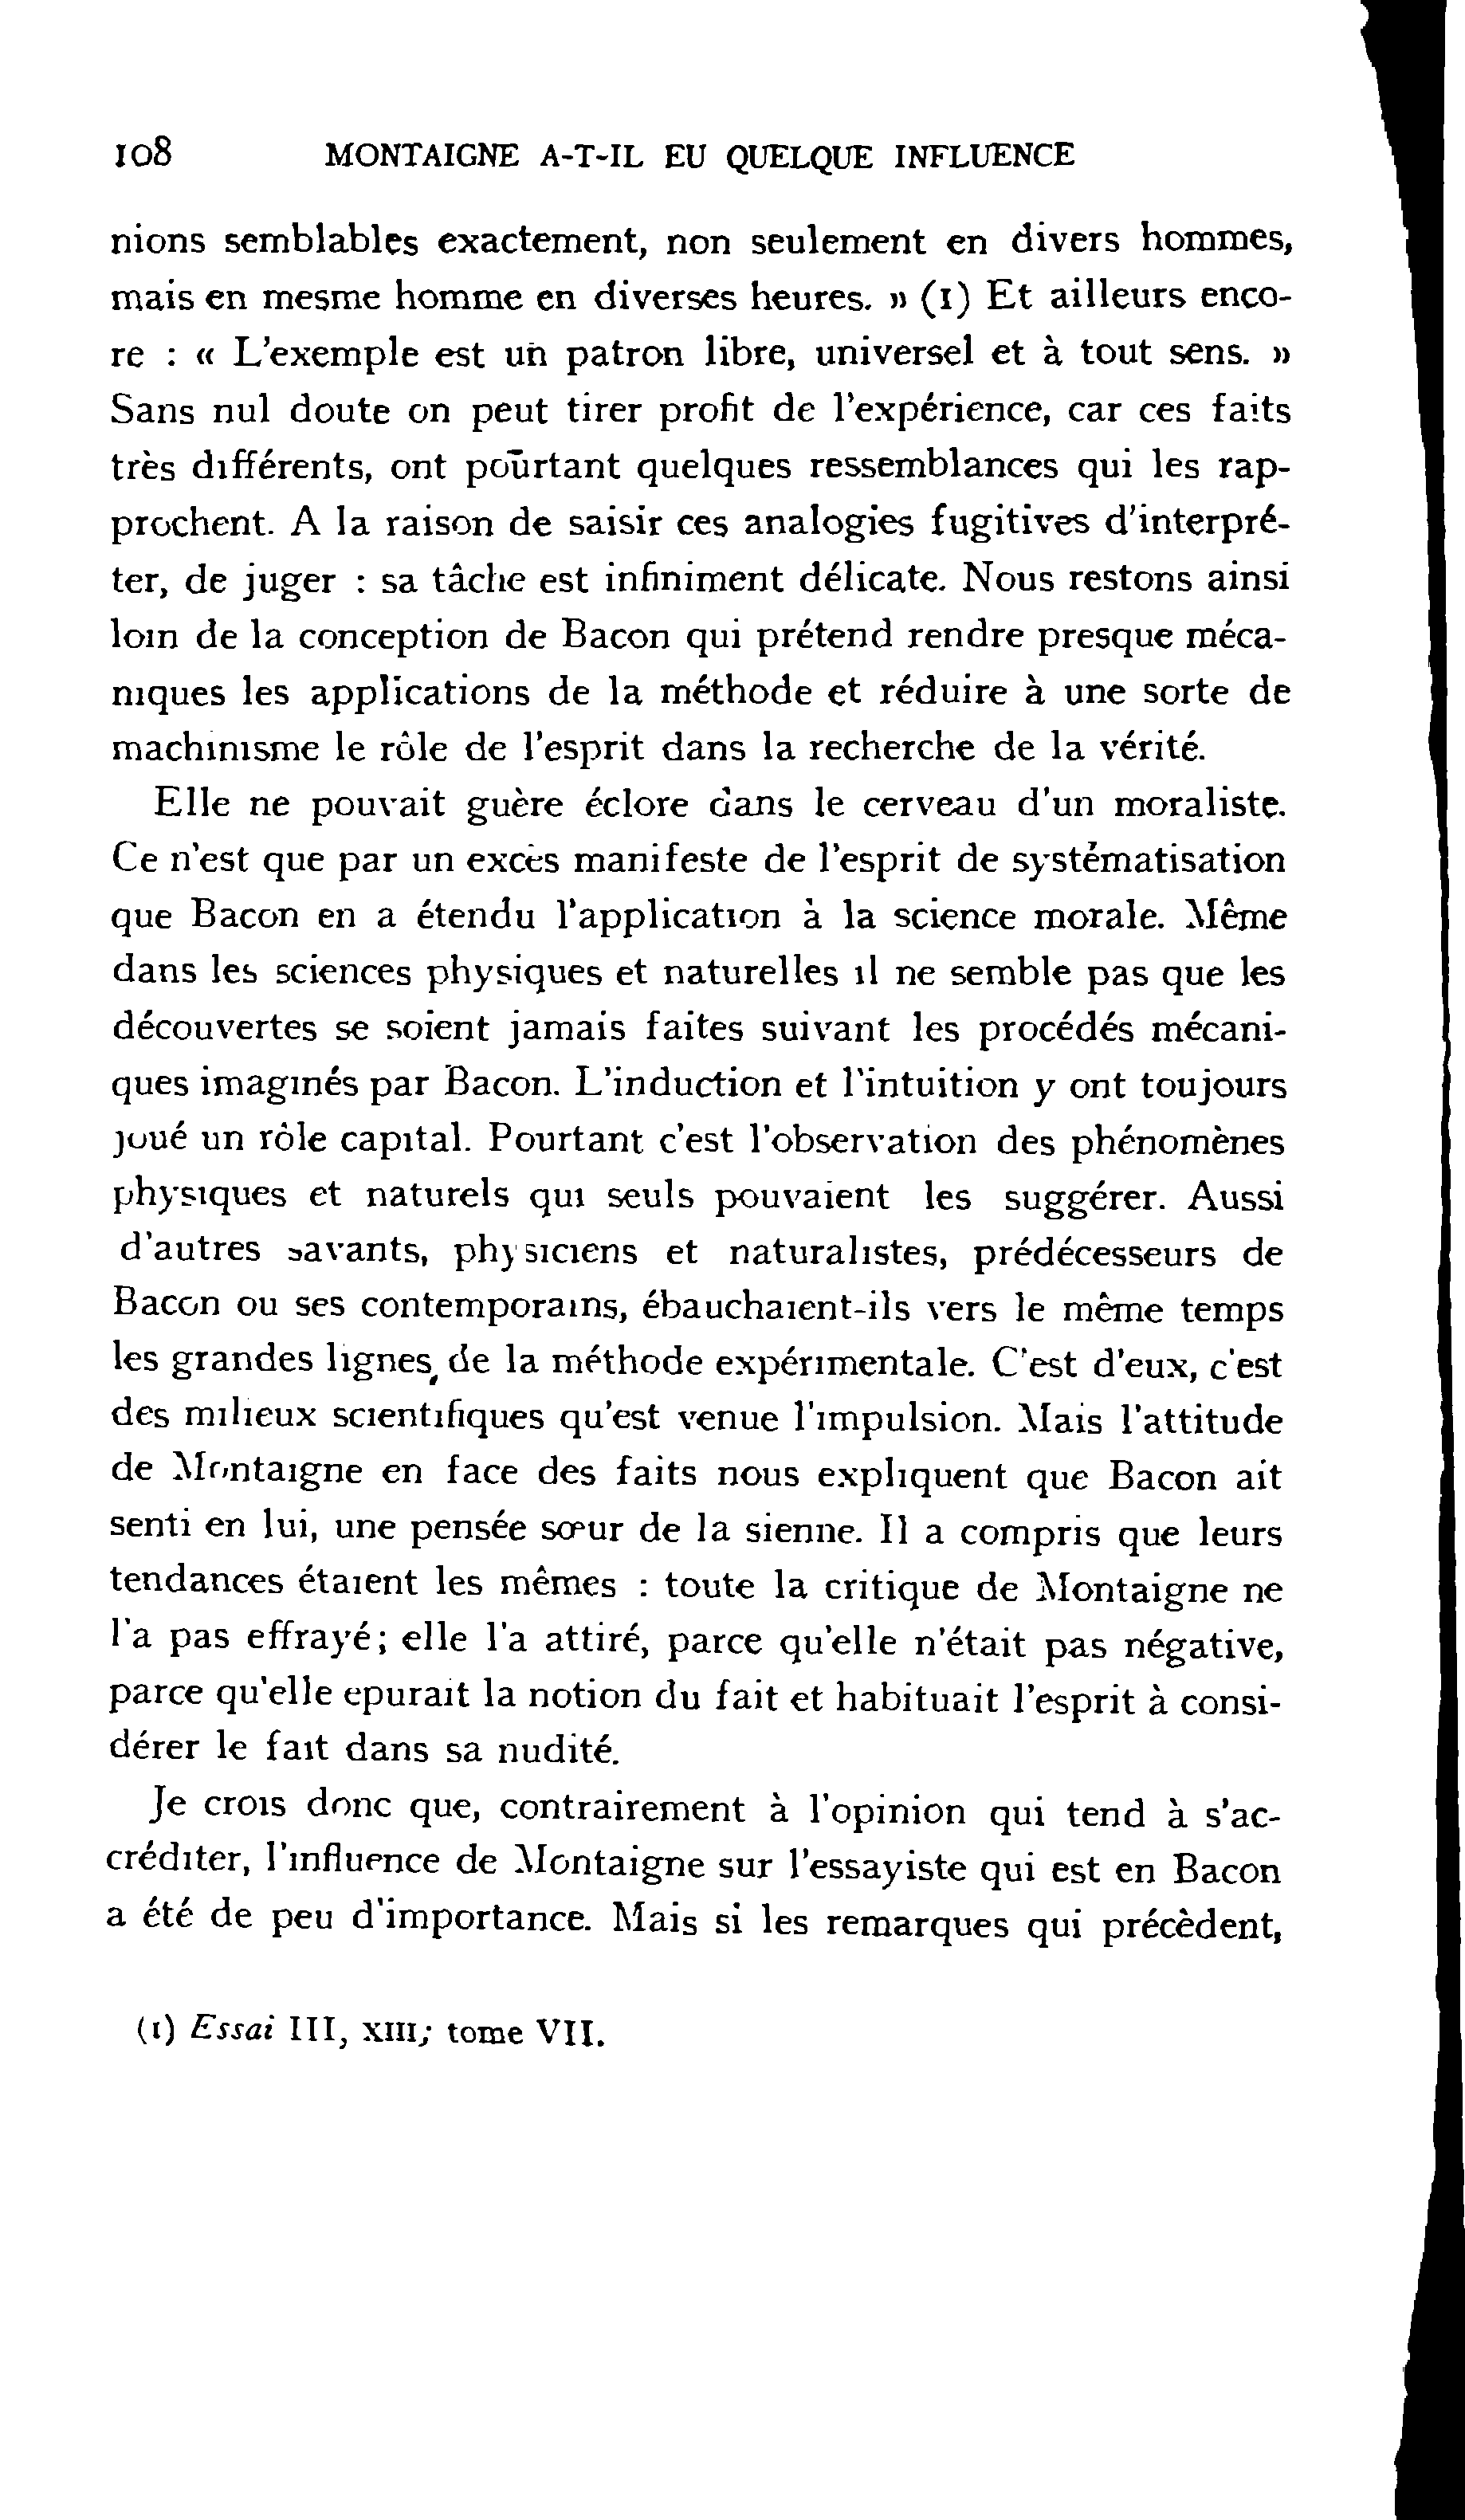 108 MONTAIGNE A-T-IL EU QUELQUE INFLUENCE
nions semblables exactement, non seulement en divers hommes,
mais en mesme homme en diverses heures. » (1) Et ailleurs enco-
re : « L'exemple est un patron libre, universel et à tout sens. »
Sans nul doute on peut tirer profit de l'expérience, car ces faits
très différents, ont pourtant quelques ressemblances qui les rap-
prochent. A la raison de saisir ces analogies fugitives d'interpré-
ter, de juger : sa tâche est infiniment délicate. Nous restons ainsi
loin de la conception de Bacon qui prétend rendre presque méca-
niques les applications de la méthode et réduire à une sorte de
machinisme le rôle de l'esprit dans la recherche de la vérité.
Elle ne pouvait guère éclore dans le cerveau d'un moraliste.
Ce n'est que par un excès manifeste de l'esprit de systématisation
que Bacon en a étendu l'application à la science morale. Même
dans les sciences physiques et naturelles il ne semble pas que les
découvertes se soient jamais faites suivant les procédés mécani-
ques imaginés par Bacon. L'induction et l'intuition y ont toujours
joué un rôle capital. Pourtant c'est l'observation des phénomènes
physiques et naturels qui seuls pouvaient les suggérer. Aussi
d'autres savants, physiciens et naturalistes, prédécesseurs de
Bacon ou ses contemporains, ébauchaient-ils vers le même temps
les grandes lignes de la méthode expérimentale. C'est d'eux, c'est
des milieux scientifiques qu'est venue l'impulsion. Mais l'attitude
de Montaigne en face des faits nous expliquent que Bacon ait
senti en lui, une pensée sœur de la sienne. Il a compris que leurs
tendances étaient les mêmes : toute la critique de Montaigne ne
l'a pas effrayé; elle l'a attiré, parce qu'elle n'était pas négative,
parce qu'elle epurait la notion du fait et habituait l'esprit à consi-
dérer le fait dans sa nudité.
Je crois donc que, contrairement à l'opinion qui tend à s'ac-
créditer, l'influence de Montaigne sur l'essayiste qui est en Bacon
a été de peu d'importance. Mais si les remarques qui précèdent,
(1) Essai III, XIII; tome VII.